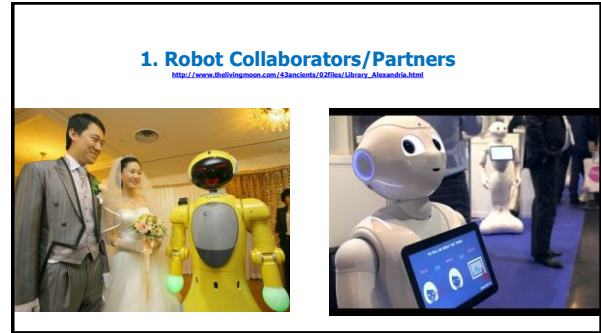 1. Robot Collaborators/Partners
http://www.thelivingmoon.com/43ancients/02files/Library_Alexandria.html